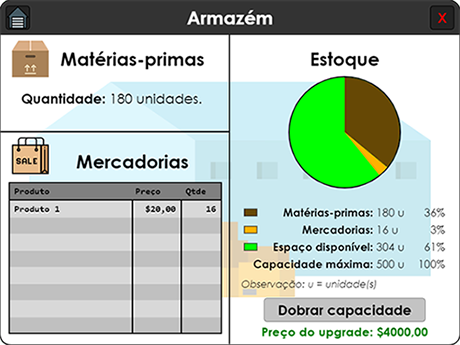 Armazém
X
Matérias-primas
Quantidade: 180 unidades.
SALE
Mercadorias
Produto Preço Qtde
Produto 1 $20,00 16
Estoque
Matérias-primas: 180 u 36%
Mercadorias: 16 u 3%
Espaço disponível: 304 u 61%
Capacidade máxima: 500 u 100%
Observação: u = unidade(s)
Dobrar capacidade
Preço do upgrade: $4000,00